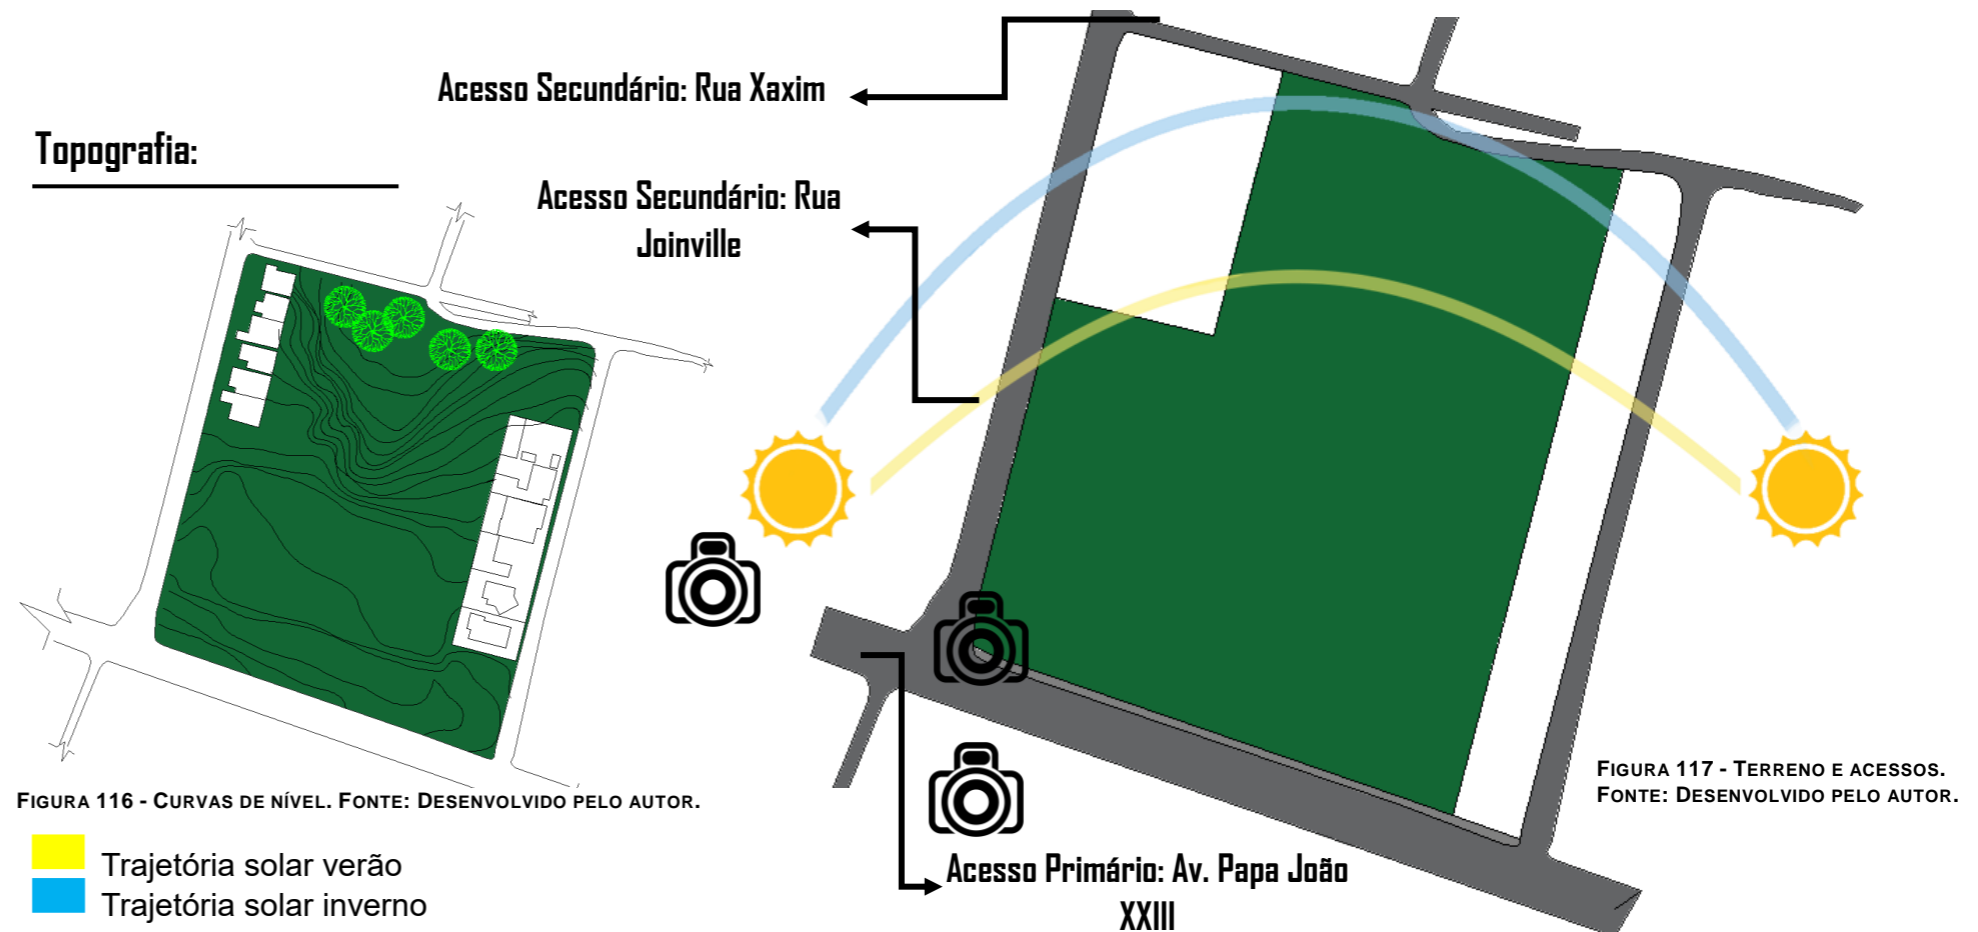 Acesso Secundário: Rua Xaxim
Topografia:
Acesso Secundário: Rua
Joinville
FIGURA 116 - CURVAS DE NÍVEL. FONTE: DESENVOLVIDO PELO AUTOR.
FIGURA 117 - TERRENO E ACESSOS.
FONTE: DESENVOLVIDO PELO AUTOR.
Trajetória solar verão
Trajetória solar inverno
Acesso Primário: Av. Papa João
XXIII